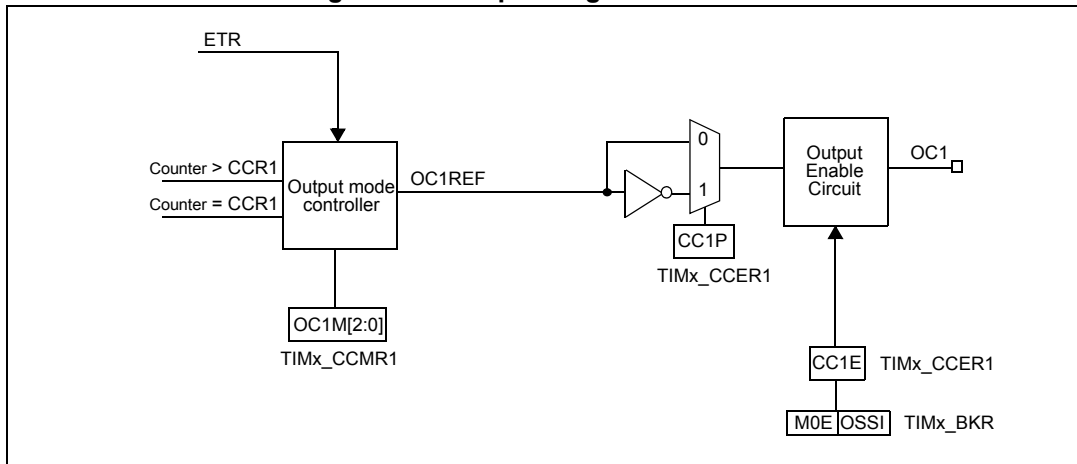 ETR
Counter > CCR1
Counter = CCR1
Output mode
controller
OC1REF
OC1M[2:0]
TIMx_CCMR1
0
1
CC1P
TIMx_CCER1
Output
Enable
Circuit
OC1
CC1E
TIMx_CCER1
M0E OSSI
TIMx_BKR